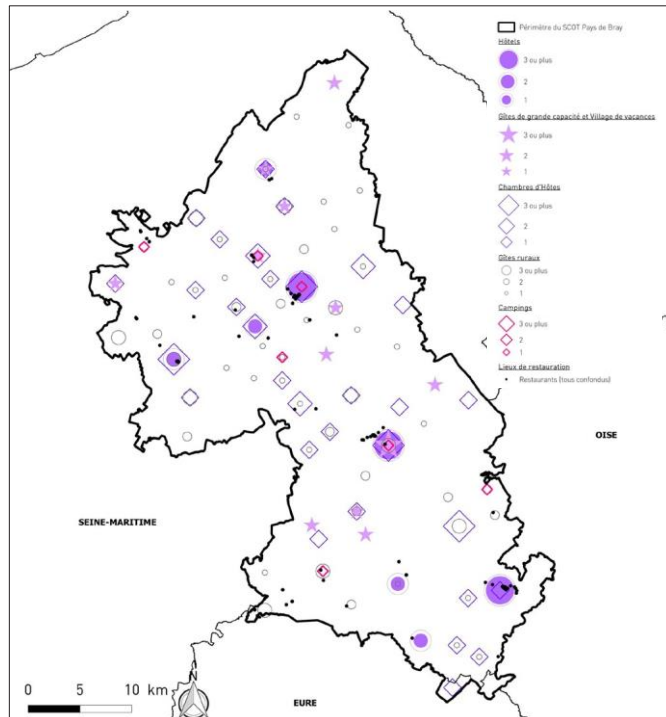 Périmètre du SCOT Pays de Bray
Hôtels
3 ou plus
2
1
Gîtes de grande capacité et Village de vacances
3 ou plus
2
1
Chambres d'Hôtes
3 ou plus
2
1
Gîtes ruraux
3 ou plus
2
1
Campings
3 ou plus
2
1
Lieux de restauration
Restaurants (tous confondus)
OISE
SEINE-MARITIME
EURE
N
0 5 10 km